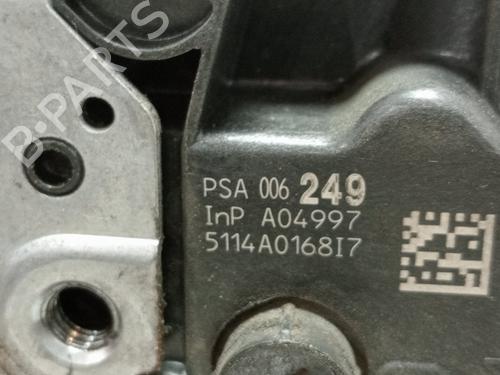 B-PARTS
PSA 006 249
InP A04997
5114A0168I7